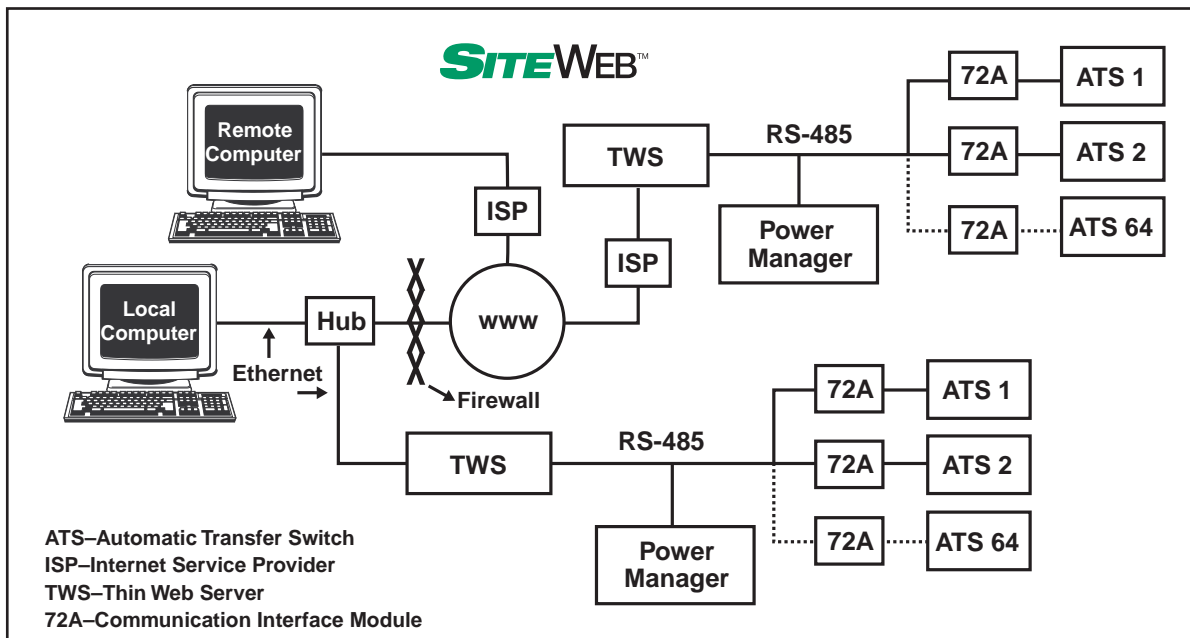 SITEWEB™
Remote
Computer
ISP
TWS
RS-485
Power
Manager
72A
ATS 1
72A
ATS 2
72A
ATS 64
ISP
Local
Computer
Hub
www
Ethernet
Firewall
TWS
RS-485
Power
Manager
72A
ATS 1
72A
ATS 2
72A
ATS 64
ATS–Automatic Transfer Switch
ISP–Internet Service Provider
TWS–Thin Web Server
72A–Communication Interface Module